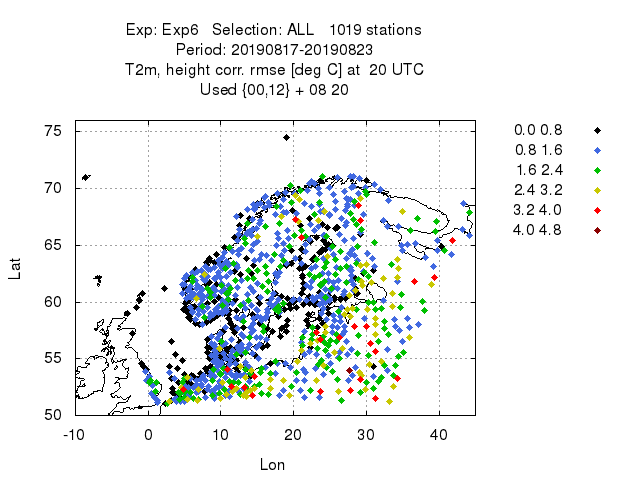 Exp: Exp6   Selection: ALL   1019 stations
Period: 20190817-20190823
T2m, height corr. rmse [deg C] at  20 UTC
Used {00,12} + 08 20
0.0 0.8
0.8 1.6
1.6 2.4
2.4 3.2
3.2 4.0
4.0 4.8
75
70
65
60
55
50
Lat
-10 0 10 20 30 40
Lon